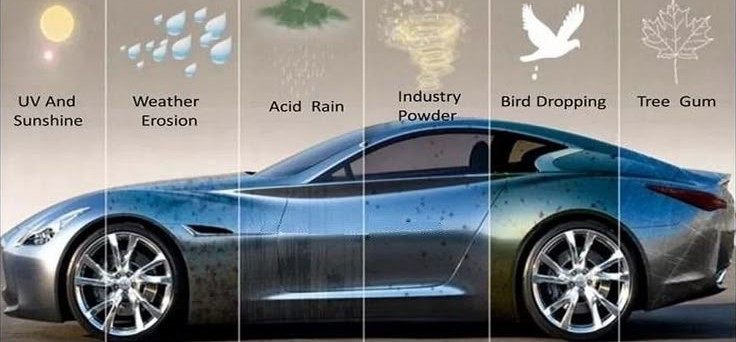 UV And
Sunshine
Weather
Erosion
Acid Rain
Industry
Powder
Bird Dropping
Tree Gum